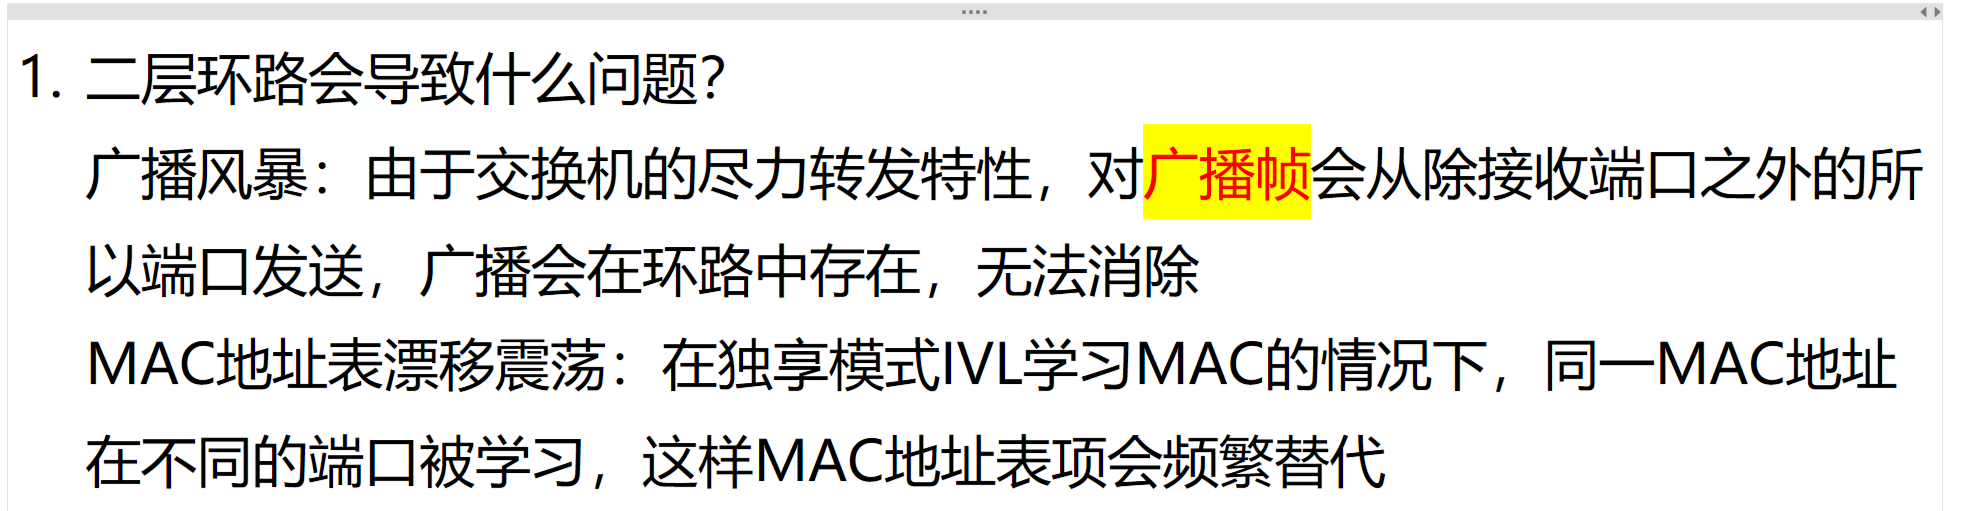 1. 二层环路会导致什么问题?
广播风暴：由于交换机的尽力转发特性，对广播帧会从除接收端口之外的所
以端口发送，广播会在环路中存在，无法消除
MAC地址表漂移震荡：在独享模式IVL学习MAC的情况下，同一MAC地址
在不同的端口被学习，这样MAC地址表项会频繁替代